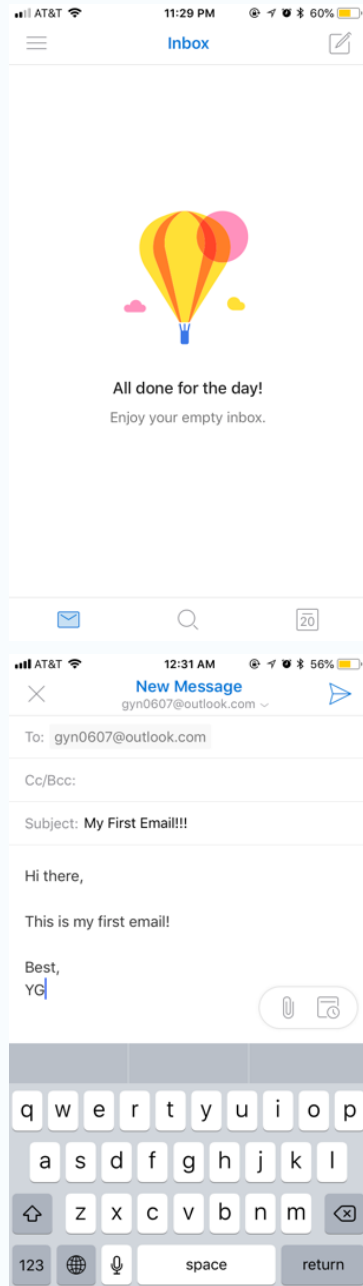 AT&T 11:29 PM 60%
Inbox
All done for the day!
Enjoy your empty inbox.
20
AT&T 12:31 AM 56%
New Message
gyn0607@outlook.com
To: gyn0607@outlook.com
Cc/Bcc:
Subject: My First Email!!!
Hi there,
This is my first email!
Best,
YG
q w e r t y u i o p
a s d f g h j k l
z x c v b n m
123 space return